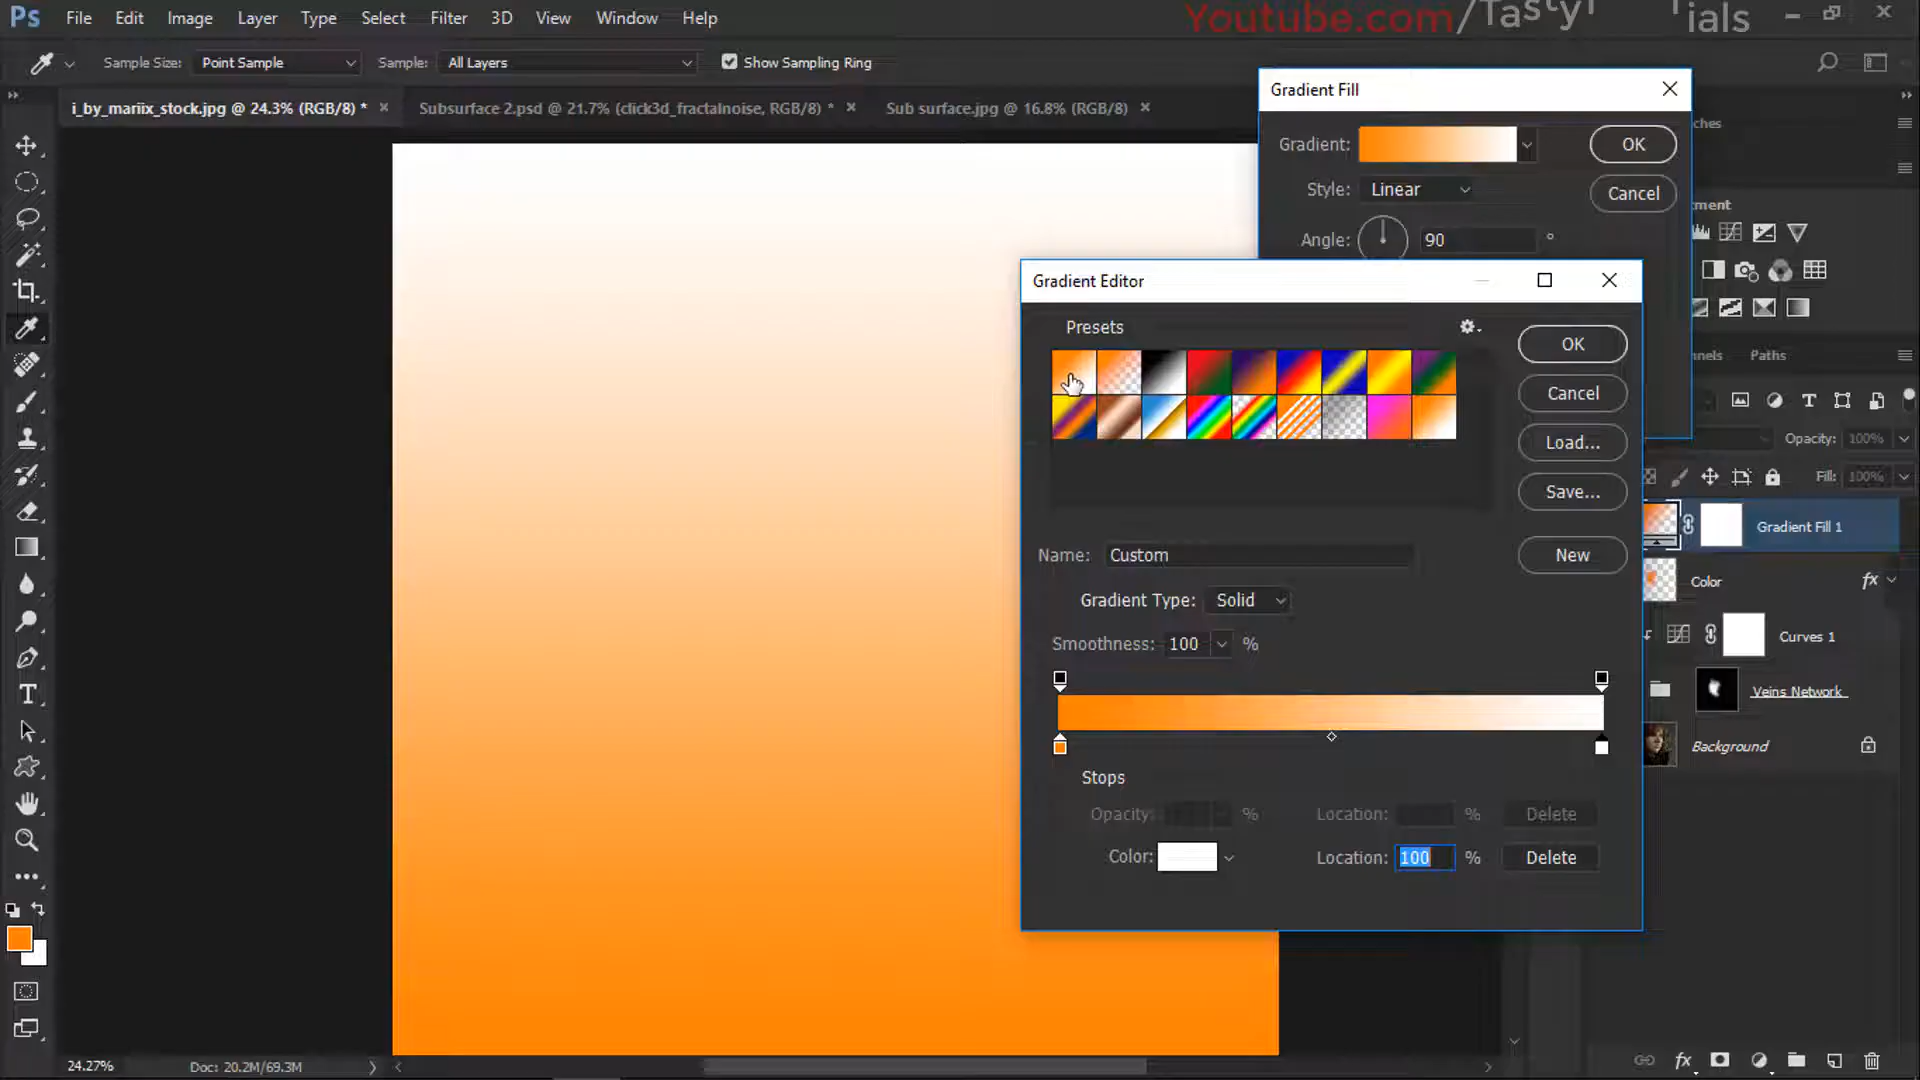 Ps File Edit Image Layer Type Select Filter 3D View Window Help
Youtube.com/Tasty
ials
Sample Size: Point Sample Sample: All Layers Show Sampling Ring
i_by_mariix_stock.jpg @ 24.3% (RGB/8) * Subsurface 2.psd @ 21.7% (click3d_fractalnoise, RGB/8) * Sub surface.jpg @ 16.8% (RGB/8)
Gradient Fill
Gradient: OK
Style: Linear Cancel
Angle: 90 °
ches
tment
nnels Paths
Opacity: 100%
Fill: 100%
Gradient Fill 1
Color fx
Curves 1
Veins Network
Background
Gradient Editor
Presets
OK
Cancel
Load...
Save...
Name: Custom New
Gradient Type: Solid
Smoothness: 100 %
Stops
Opacity: % Location: % Delete
Color: Location: 100 % Delete
24.27% Doc: 20.2M/69.3M
fx